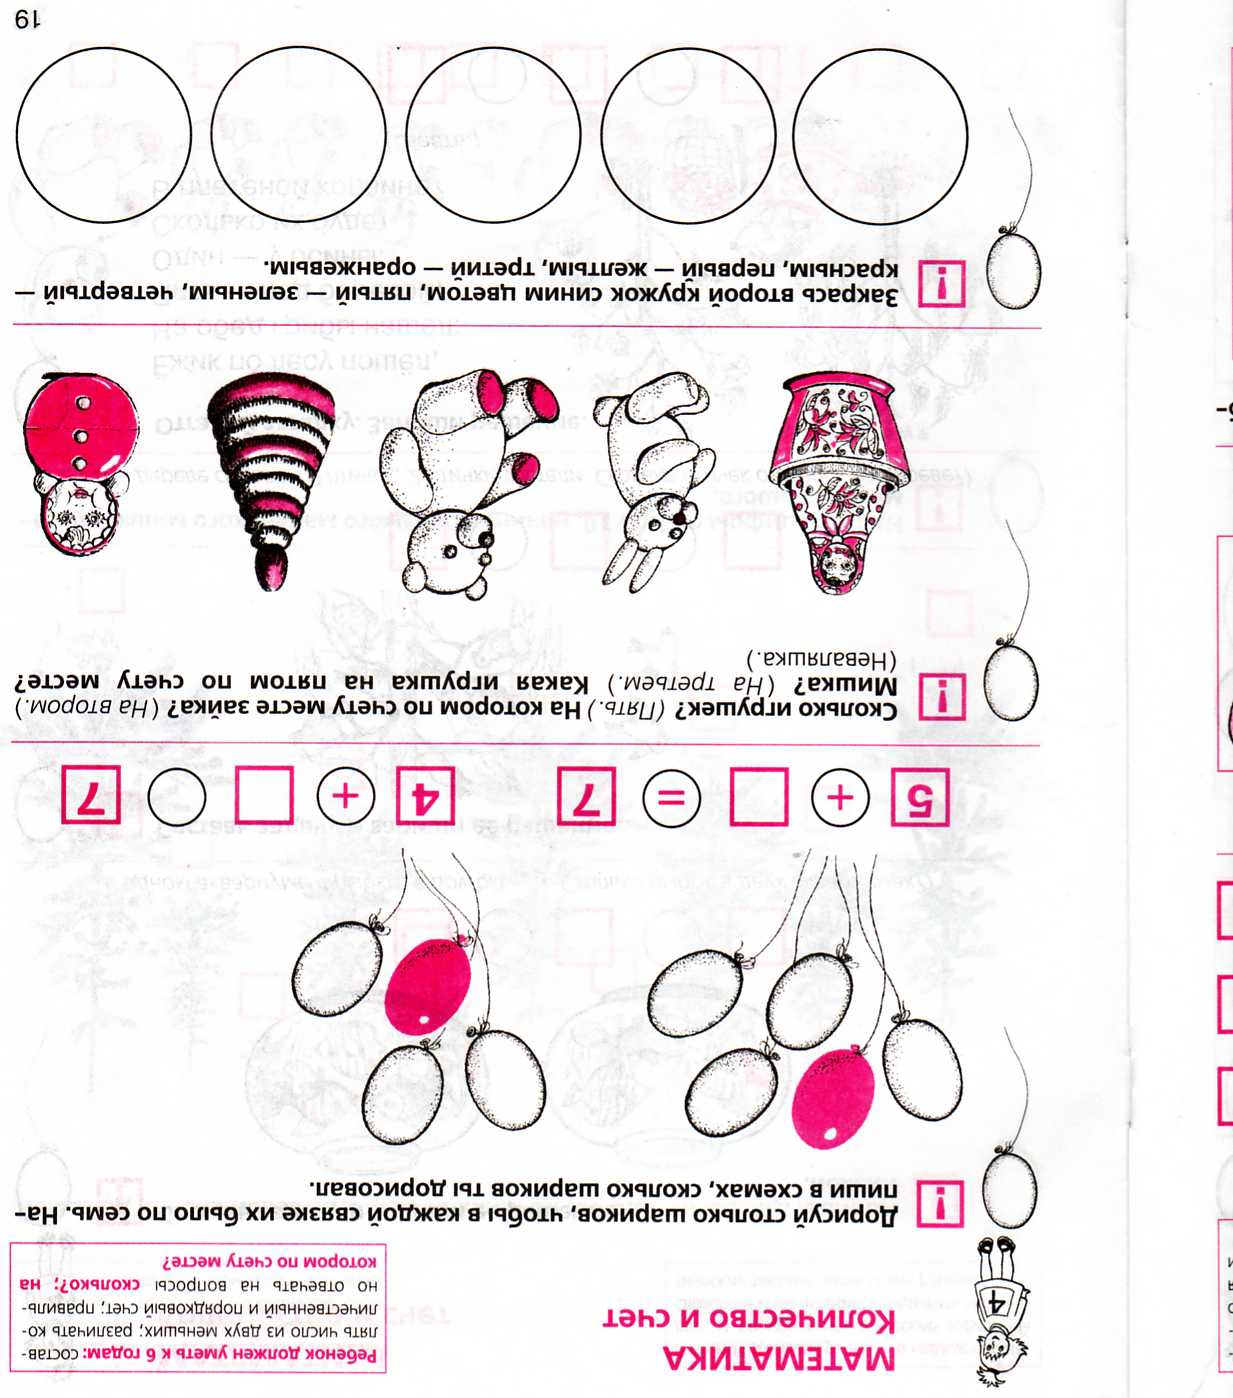 МАТЕМАТИКА
Количество и счет
Ребенок должен уметь к 6 годам: состав-
лять число из двух меньших; различать ко-
личественный и порядковый счет; правиль-
но отвечать на вопросы сколько?; на
котором по счету месте?
4
! Дорисуй столько шариков, чтобы в каждой связке их было по семь. На-
пиши в схемах, сколько шариков ты дорисовал.
5 + = 7 4 + 7
! Сколько игрушек? (Пять.) На котором по счету месте зайка? (На втором.)
Мишка? (На третьем.) Какая игрушка на пятом по счету месте?
(Неваляшка.)
! Закрась второй кружок синим цветом, пятый — зеленым, четвертый —
красным, первый — желтым, третий — оранжевым.
19